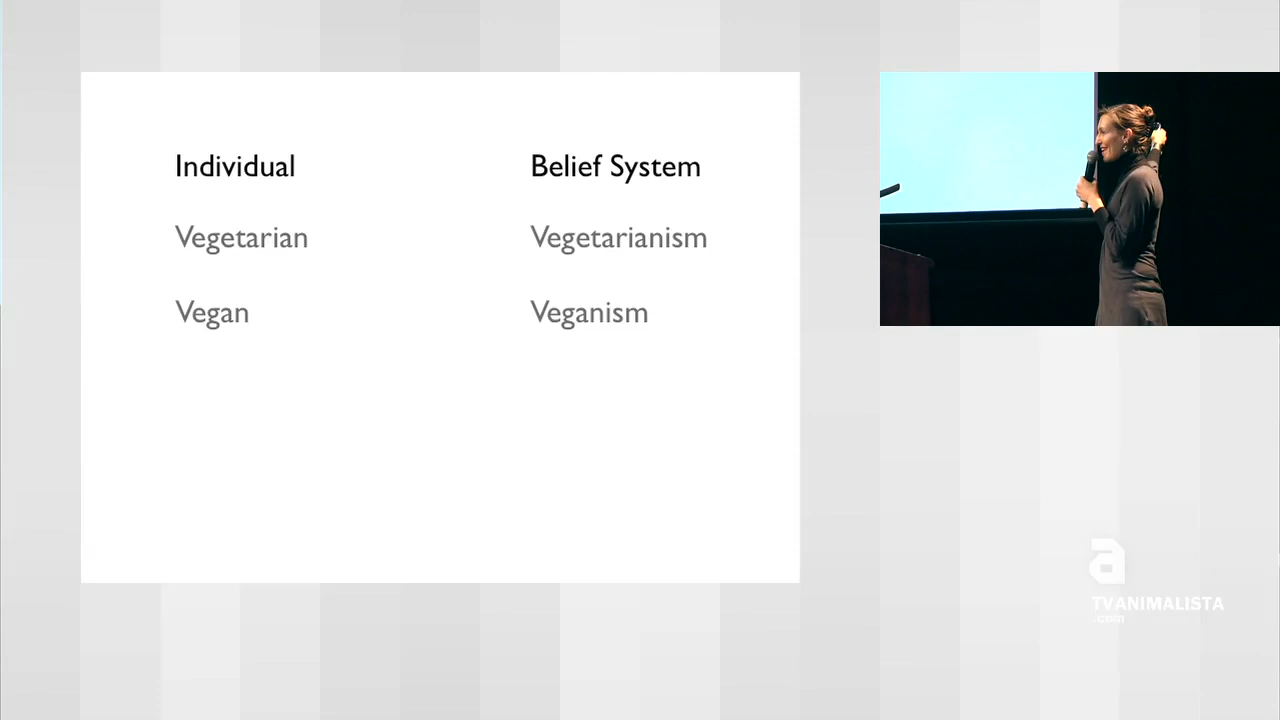 Individual Belief System
Vegetarian Vegetarianism
Vegan Veganism
a
TVANIMALISTA
.com